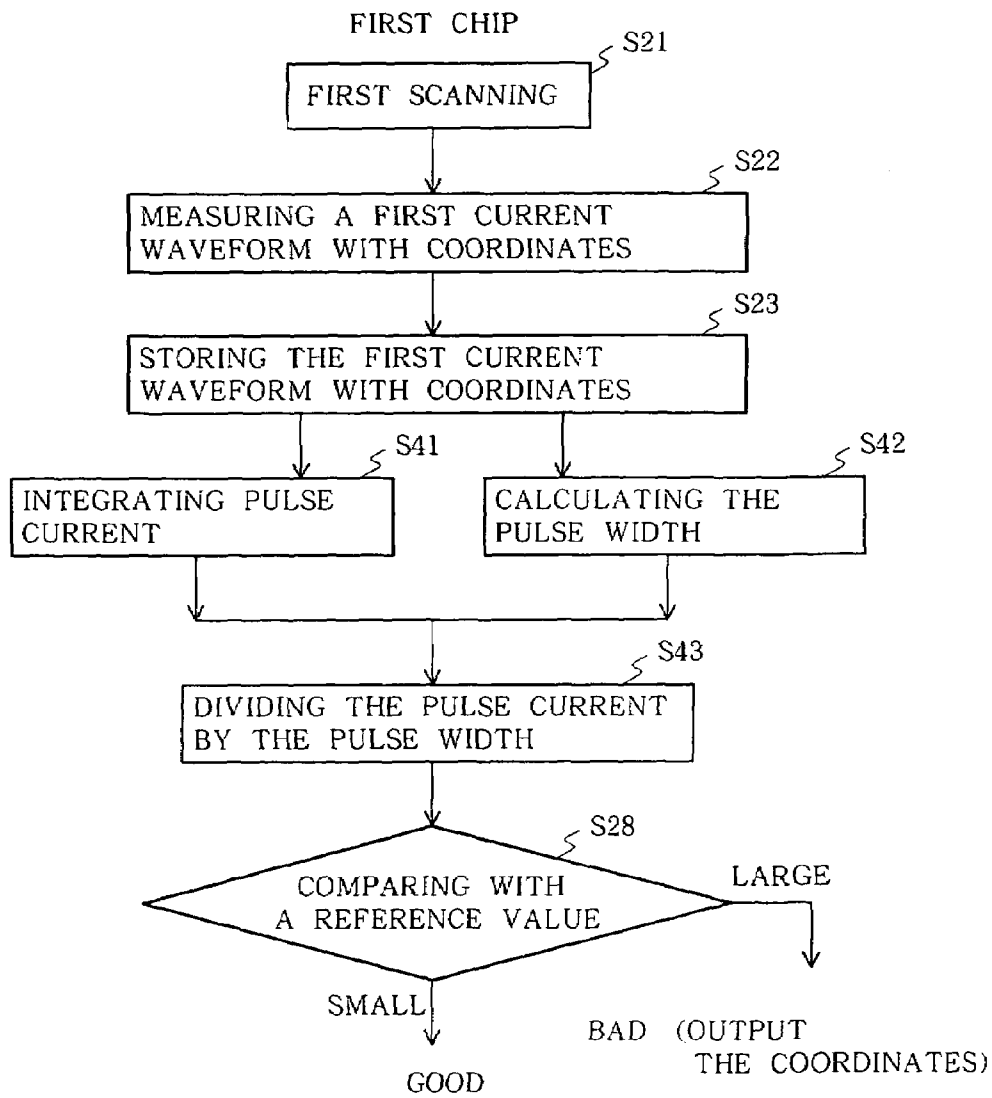 FIRST CHIP
S21
FIRST SCANNING
S22
MEASURING A FIRST CURRENT
WAVEFORM WITH COORDINATES
S23
STORING THE FIRST CURRENT
WAVEFORM WITH COORDINATES
S41
INTEGRATING PULSE
CURRENT
S42
CALCULATING THE
PULSE WIDTH
S43
DIVIDING THE PULSE CURRENT
BY THE PULSE WIDTH
S28
COMPARING WITH
A REFERENCE VALUE
LARGE
SMALL
BAD (OUTPUT
THE COORDINATES)
GOOD